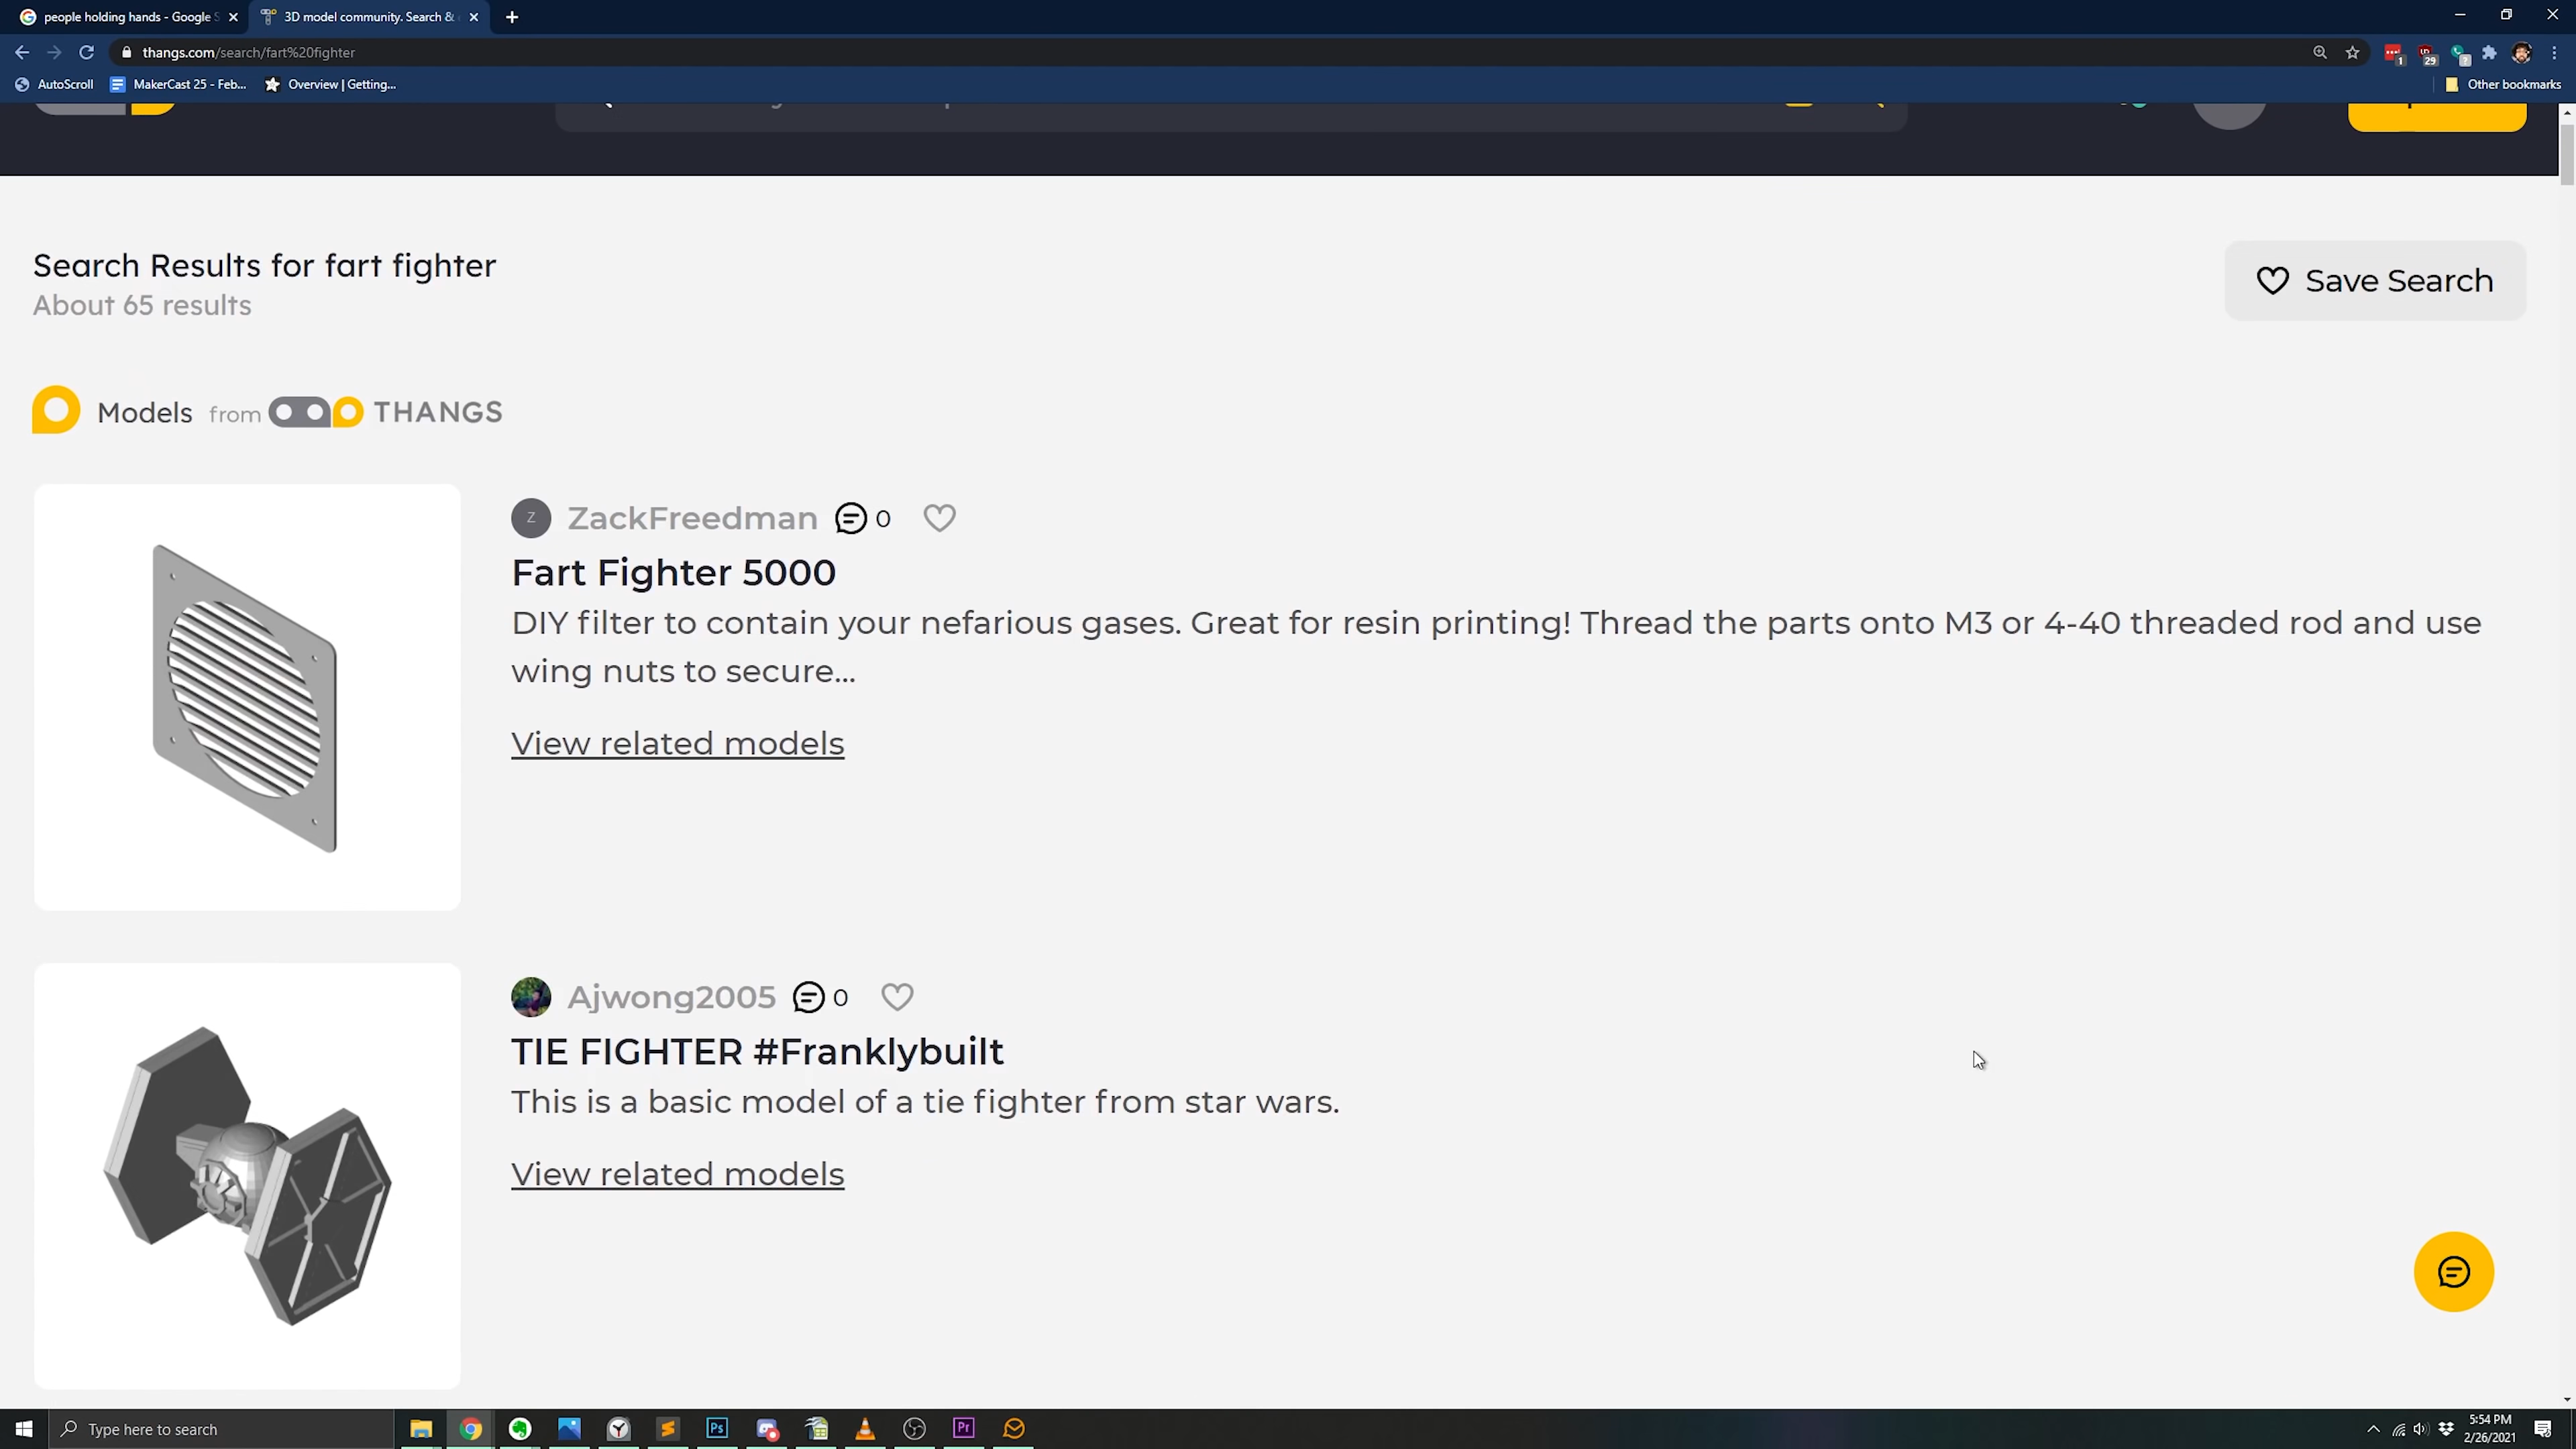 people holding hands - Google S
3D model community. Search &
thangs.com/search/fart%20fighter
1
29
?
AutoScroll
MakerCast 25 - Feb...
Overview | Getting...
Other bookmarks
Search Results for fart fighter
About 65 results
Save Search
Models from THANGS
Z
ZackFreedman
0
Fart Fighter 5000
DIY filter to contain your nefarious gases. Great for resin printing! Thread the parts onto M3 or 4-40 threaded rod and use
wing nuts to secure...
View related models
Ajwong2005
0
TIE FIGHTER #Franklybuilt
This is a basic model of a tie fighter from star wars.
View related models
Type here to search
Ps
Pr
5:54 PM
2/26/2021